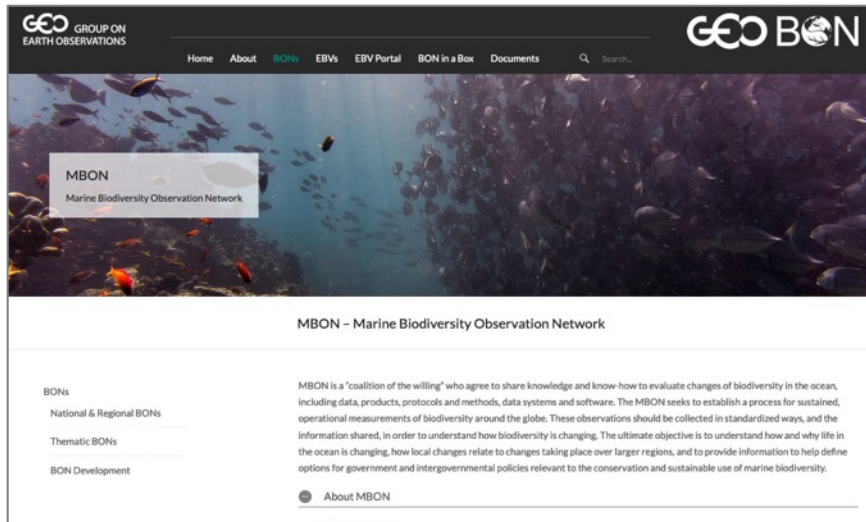 GEO GROUP ON
EARTH OBSERVATIONS
GEO BON
Home About BONs EBVs EBV Portal BON in a Box Documents Search...
MBON
Marine Biodiversity Observation Network
MBON – Marine Biodiversity Observation Network
BONs
National & Regional BONs
Thematic BONs
BON Development
MBON is a "coalition of the willing" who agree to share knowledge and know-how to evaluate changes of biodiversity in the ocean,
including data, products, protocols and methods, data systems and software. The MBON seeks to establish a process for sustained,
operational measurements of biodiversity around the globe. These observations should be collected in standardized ways, and the
information shared, in order to understand how biodiversity is changing. The ultimate objective is to understand how and why life in
the ocean is changing, how local changes relate to changes taking place over larger regions, and to provide information to help define
options for government and intergovernmental policies relevant to the conservation and sustainable use of marine biodiversity.
About MBON